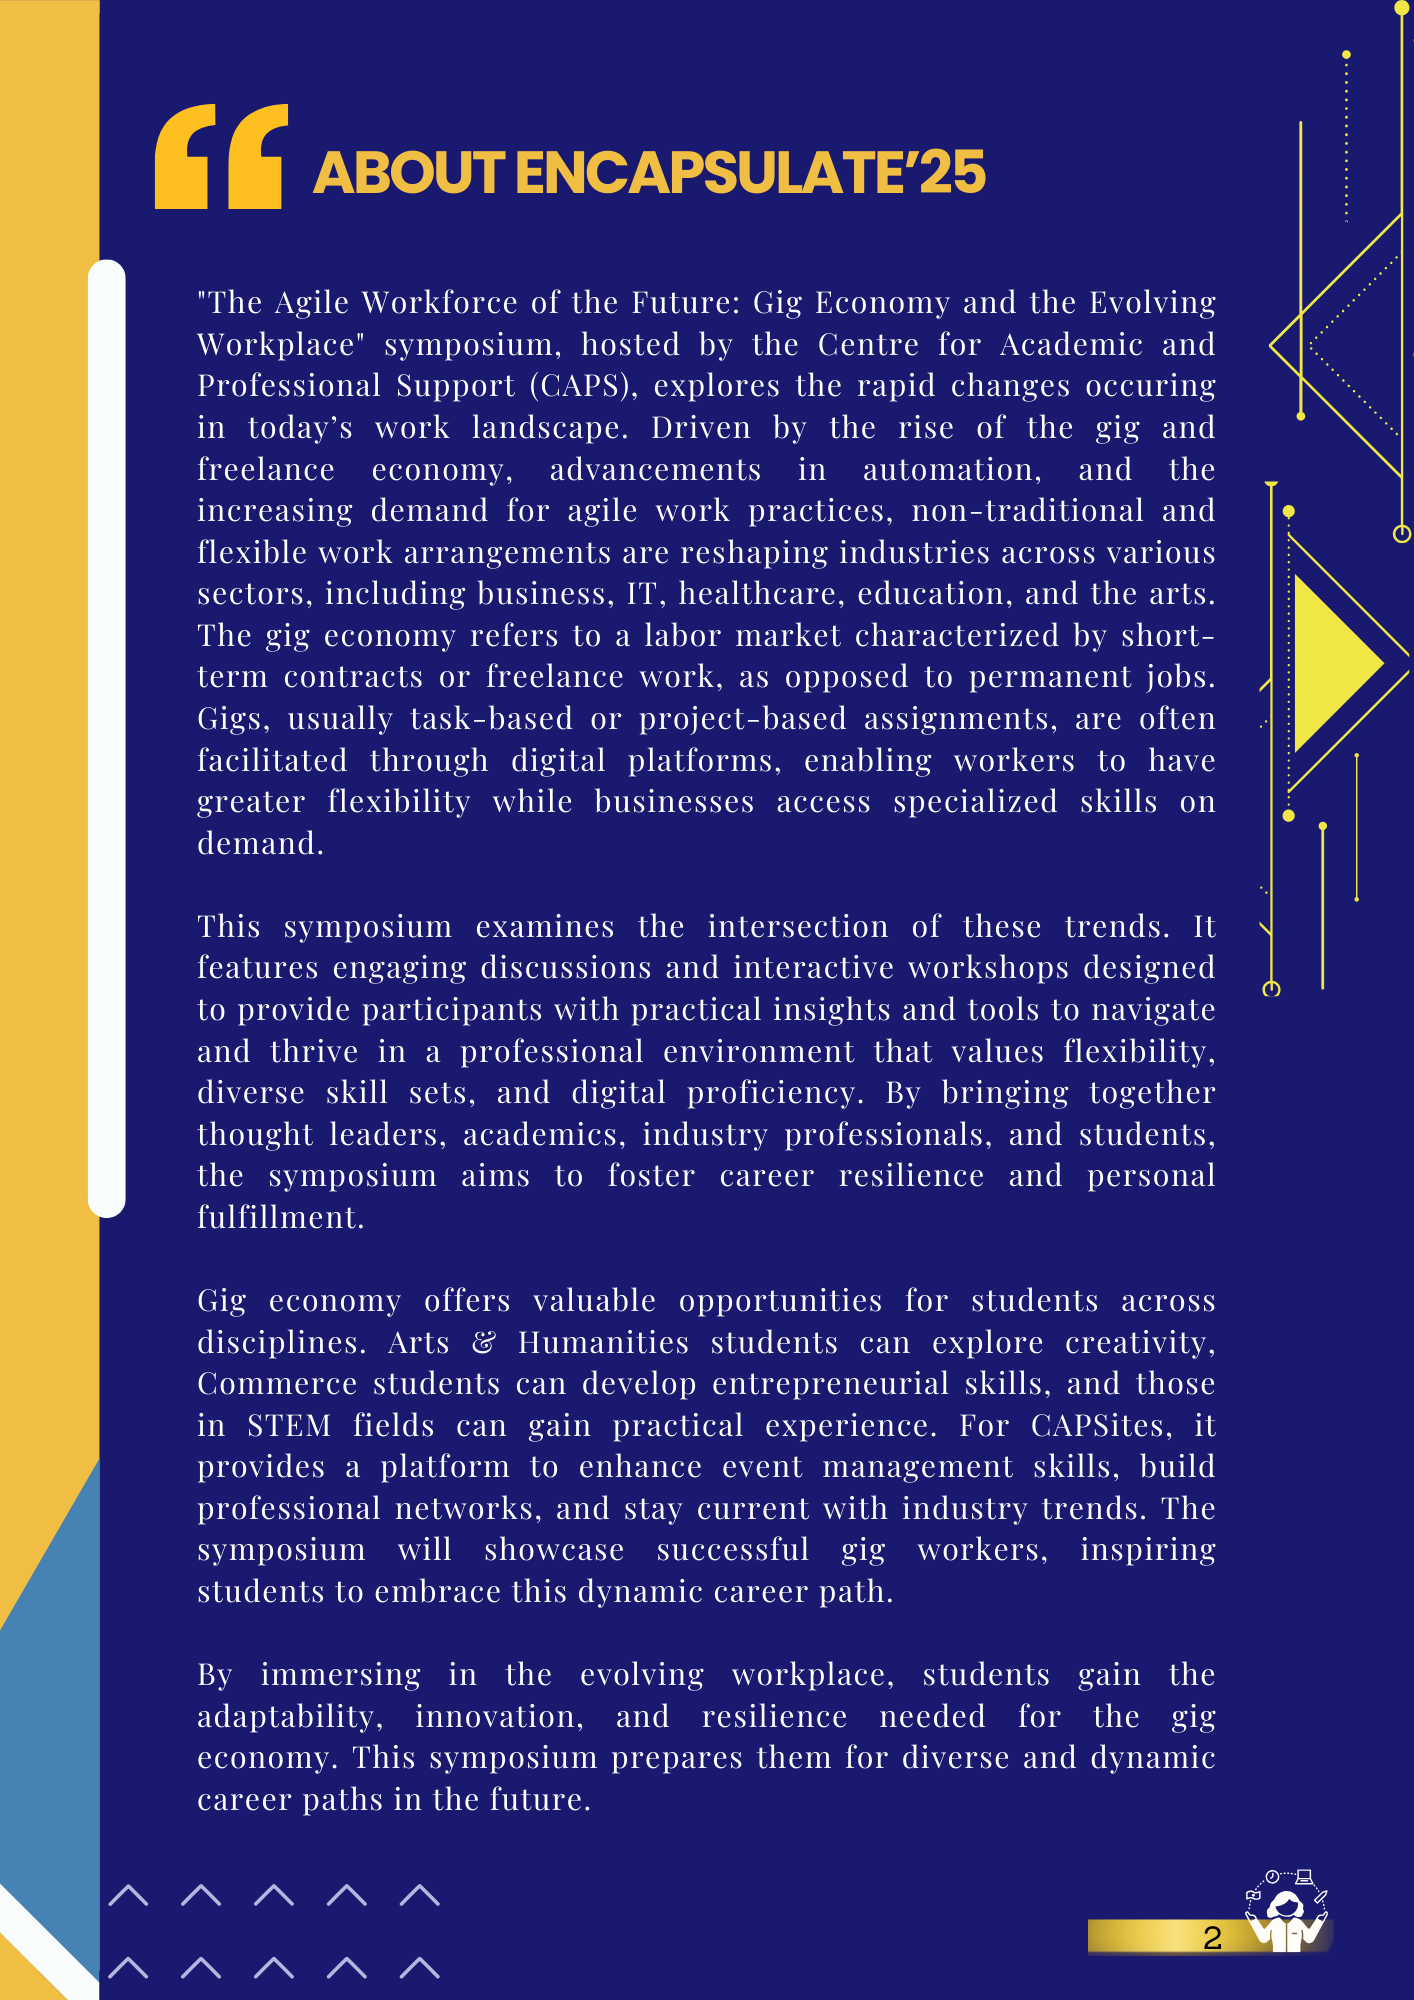 ABOUT ENCAPSULATE’25
"The Agile Workforce of the Future: Gig Economy and the Evolving
Workplace" symposium, hosted by the Centre for Academic and
Professional Support (CAPS), explores the rapid changes occuring
in today’s work landscape. Driven by the rise of the gig and
freelance economy, advancements in automation, and the
increasing demand for agile work practices, non-traditional and
flexible work arrangements are reshaping industries across various
sectors, including business, IT, healthcare, education, and the arts.
The gig economy refers to a labor market characterized by short-
term contracts or freelance work, as opposed to permanent jobs.
Gigs, usually task-based or project-based assignments, are often
facilitated through digital platforms, enabling workers to have
greater flexibility while businesses access specialized skills on
demand.
This symposium examines the intersection of these trends. It
features engaging discussions and interactive workshops designed
to provide participants with practical insights and tools to navigate
and thrive in a professional environment that values flexibility,
diverse skill sets, and digital proficiency. By bringing together
thought leaders, academics, industry professionals, and students,
the symposium aims to foster career resilience and personal
fulfillment.
Gig economy offers valuable opportunities for students across
disciplines. Arts & Humanities students can explore creativity,
Commerce students can develop entrepreneurial skills, and those
in STEM fields can gain practical experience. For CAPSites, it
provides a platform to enhance event management skills, build
professional networks, and stay current with industry trends. The
symposium will showcase successful gig workers, inspiring
students to embrace this dynamic career path.
By immersing in the evolving workplace, students gain the
adaptability, innovation, and resilience needed for the gig
economy. This symposium prepares them for diverse and dynamic
career paths in the future.
2